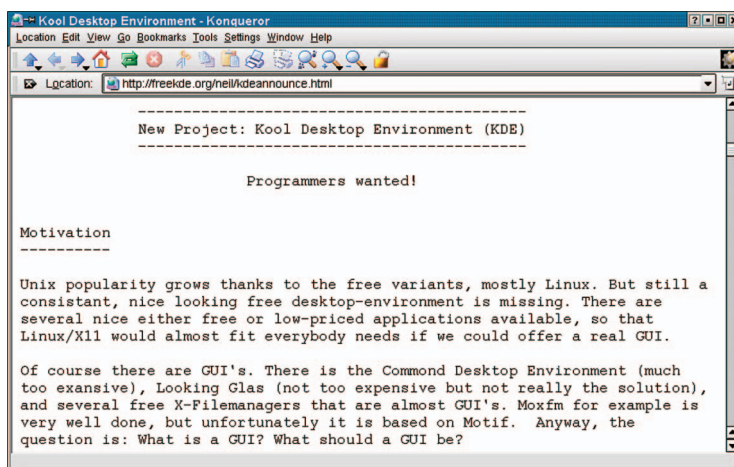 Kool Desktop Environment - Konqueror
Location Edit View Go Bookmarks Tools Settings Window Help
Location: http://freekde.org/neil/kdeannounce.html
-------------------------------------------
New Project: Kool Desktop Environment (KDE)
-------------------------------------------
Programmers wanted!
Motivation
----------
Unix popularity grows thanks to the free variants, mostly Linux. But still a
consistant, nice looking free desktop-environment is missing. There are
several nice either free or low-priced applications available, so that
Linux/X11 would almost fit everybody needs if we could offer a real GUI.
Of course there are GUI's. There is the Commond Desktop Environment (much
too exansive), Looking Glas (not too expensive but not really the solution),
and several free X-Filemanagers that are almost GUI's. Moxfm for example is
very well done, but unfortunately it is based on Motif. Anyway, the
question is: What is a GUI? What should a GUI be?